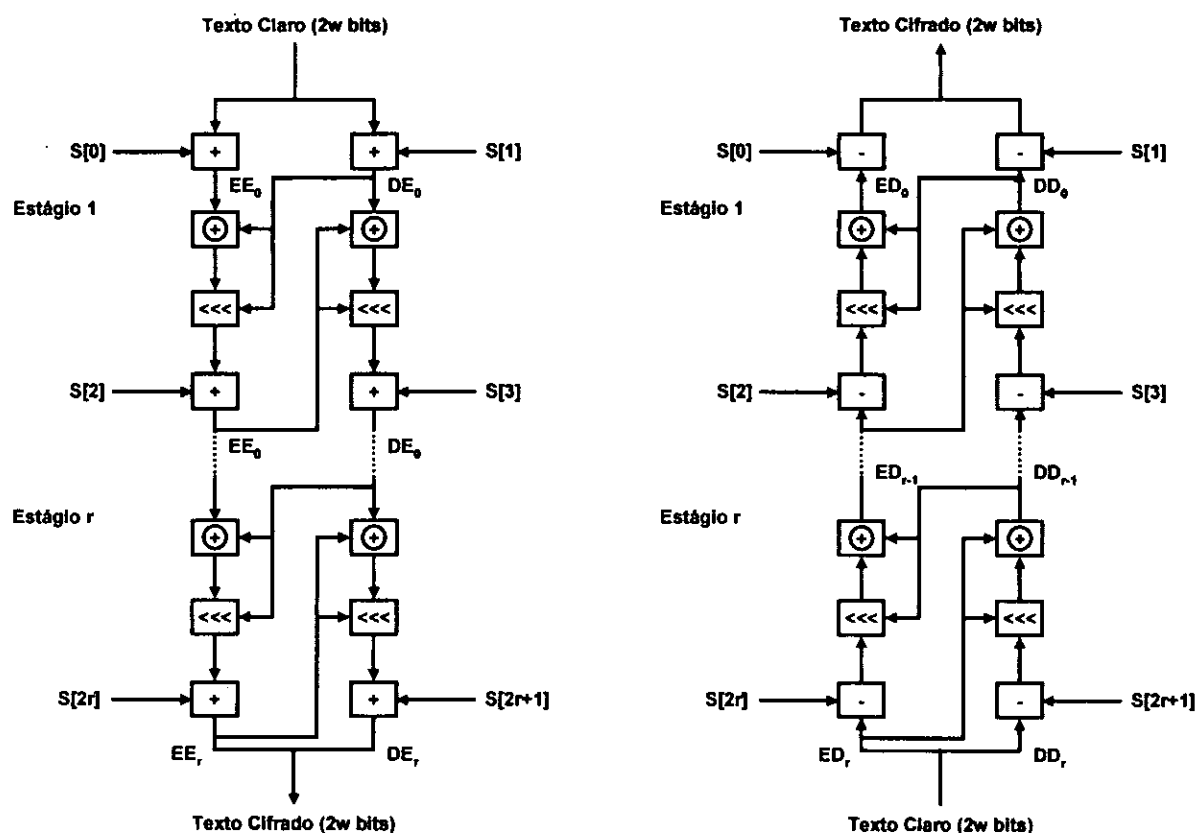 Texto Claro (2w bits)
S[0]
+
+
S[1]
EE₀
DE₀
Estágio 1
+
+
<<<
<<<
S[2]
+
+
S[3]
EE₀
DE₀
Estágio r
+
+
<<<
<<<
S[2r]
+
+
S[2r+1]
EEᵣ
DEᵣ
Texto Cifrado (2w bits)
Texto Cifrado (2w bits)
S[0]
-
-
S[1]
ED₀
DD₀
Estágio 1
+
+
<<<
<<<
S[2]
-
-
S[3]
EDᵣ₋₁
DDᵣ₋₁
Estágio r
+
+
<<<
<<<
S[2r]
-
-
S[2r+1]
EDᵣ
DDᵣ
Texto Claro (2w bits)